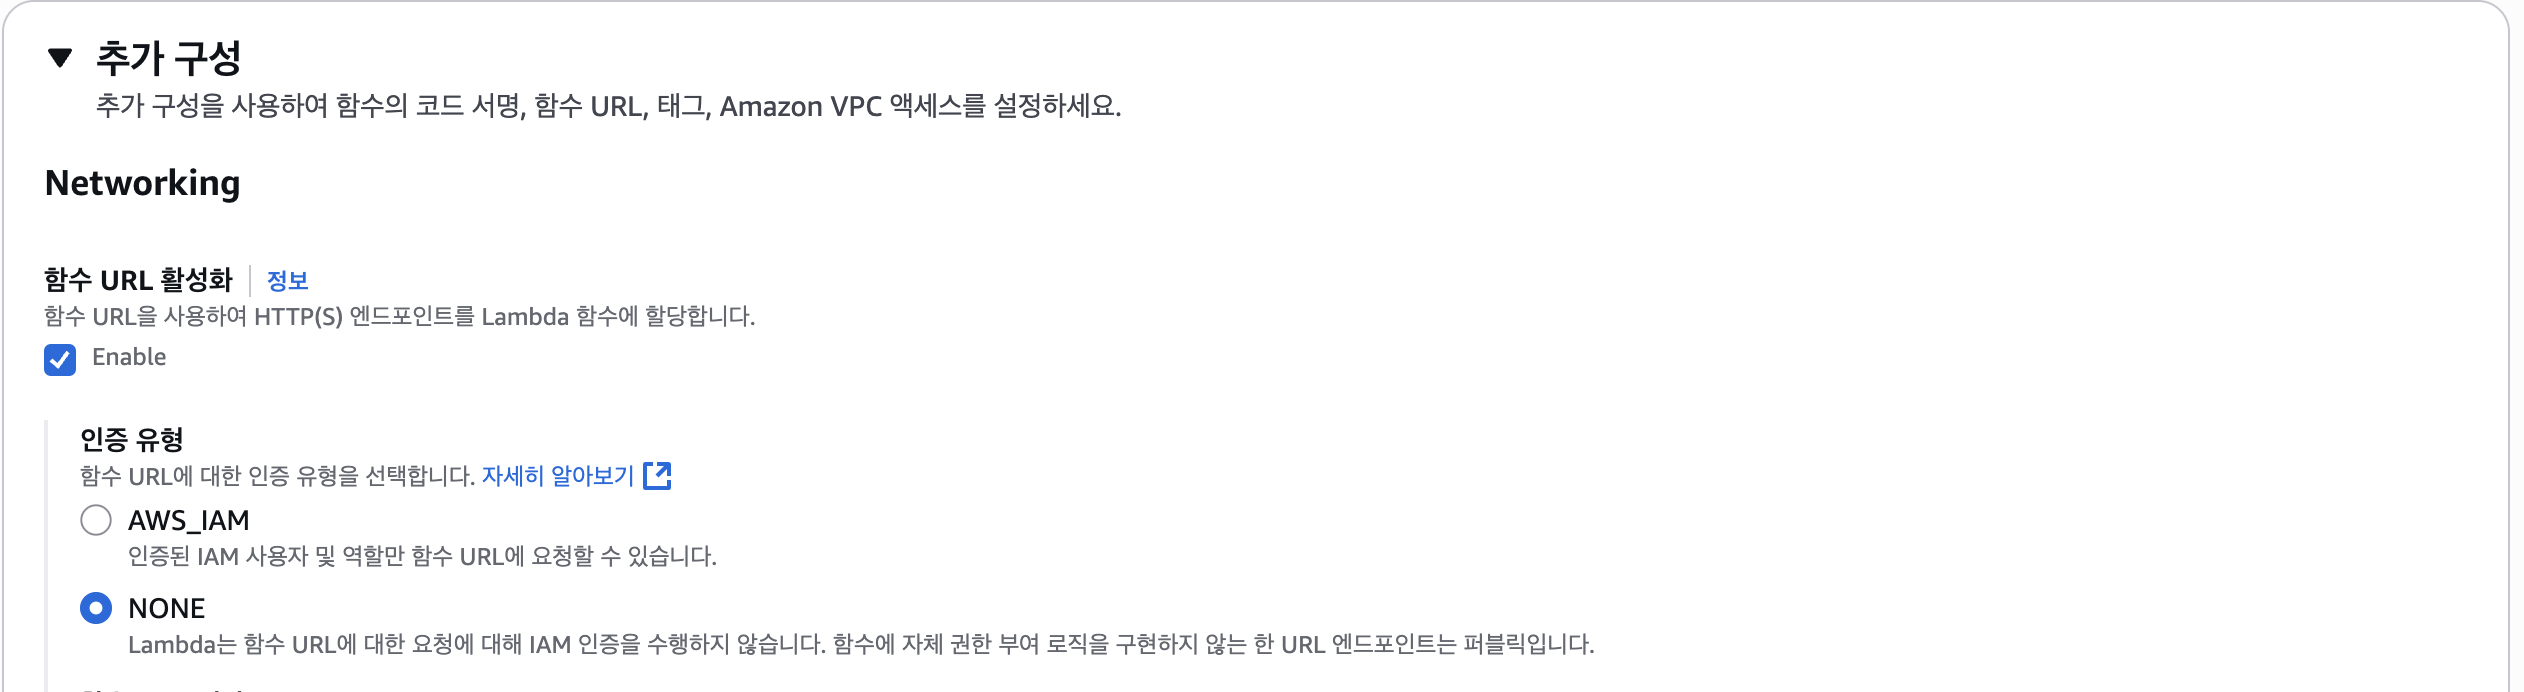 추가 구성
추가 구성을 사용하여 함수의 코드 서명, 함수 URL, 태그, Amazon VPC 액세스를 설정하세요.
Networking
함수 URL 활성화 정보
함수 URL을 사용하여 HTTP(S) 엔드포인트를 Lambda 함수에 할당합니다.
Enable
인증 유형
함수 URL에 대한 인증 유형을 선택합니다. 자세히 알아보기
AWS_IAM
인증된 IAM 사용자 및 역할만 함수 URL에 요청할 수 있습니다.
NONE
Lambda는 함수 URL에 대한 요청에 대해 IAM 인증을 수행하지 않습니다. 함수에 자체 권한 부여 로직을 구현하지 않는 한 URL 엔드포인트는 퍼블릭입니다.